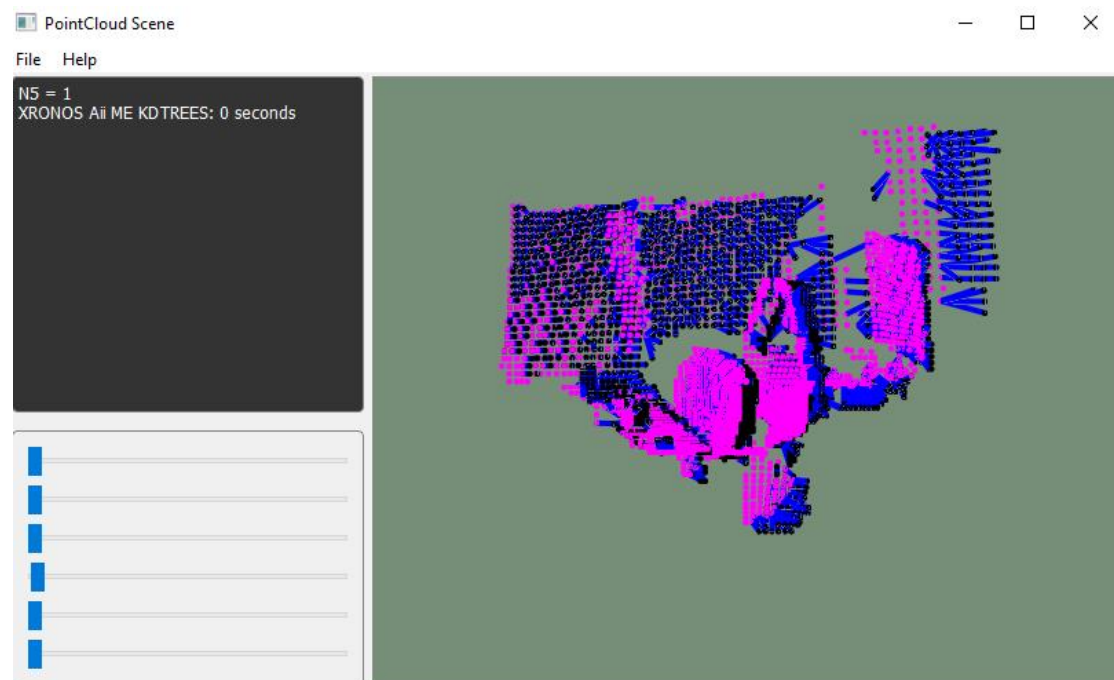 PointCloud Scene
File Help
N5 = 1
XRONOS Aii ME KDTREES: 0 seconds